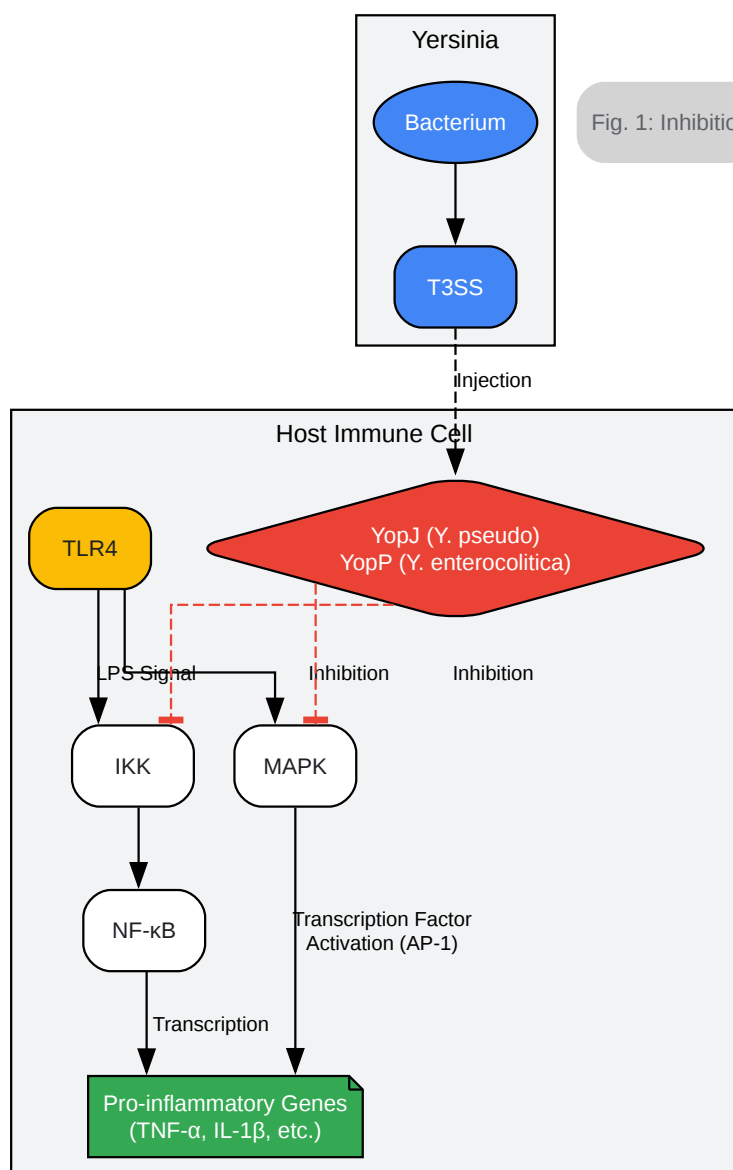 Yersinia
Bacterium
Fig. 1: Inhibitio
T3SS
Injection
Host Immune Cell
TLR4
YopJ (Y. pseudo)
YopP (Y. enterocolitica)
LPS Signal
Inhibition
Inhibition
IKK
MAPK
NF-κB
Transcription Factor
Activation (AP-1)
Transcription
Pro-inflammatory Genes
(TNF-α, IL-1β, etc.)